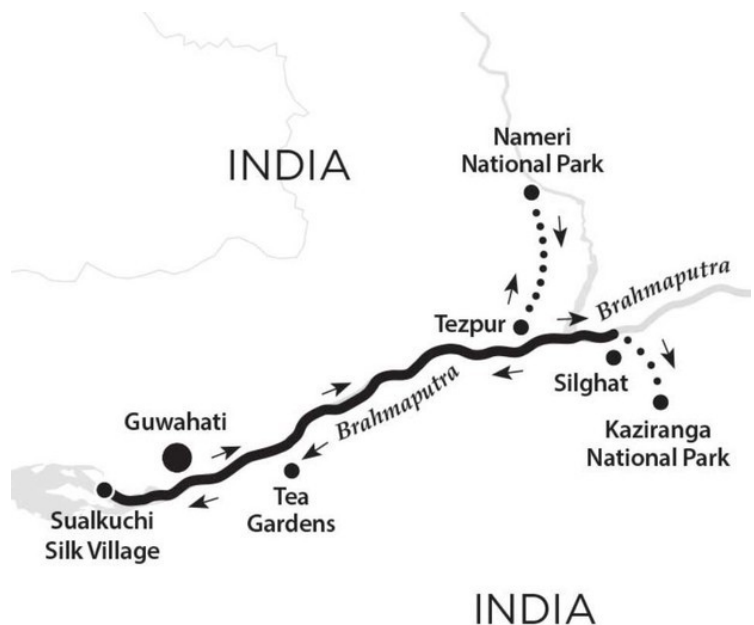 Nameri
National Park
INDIA
Brahmaputra
Tezpur
Silghat
Brahmaputra
Guwahati
Kaziranga
National Park
Tea
Gardens
Sualkuchi
Silk Village
INDIA